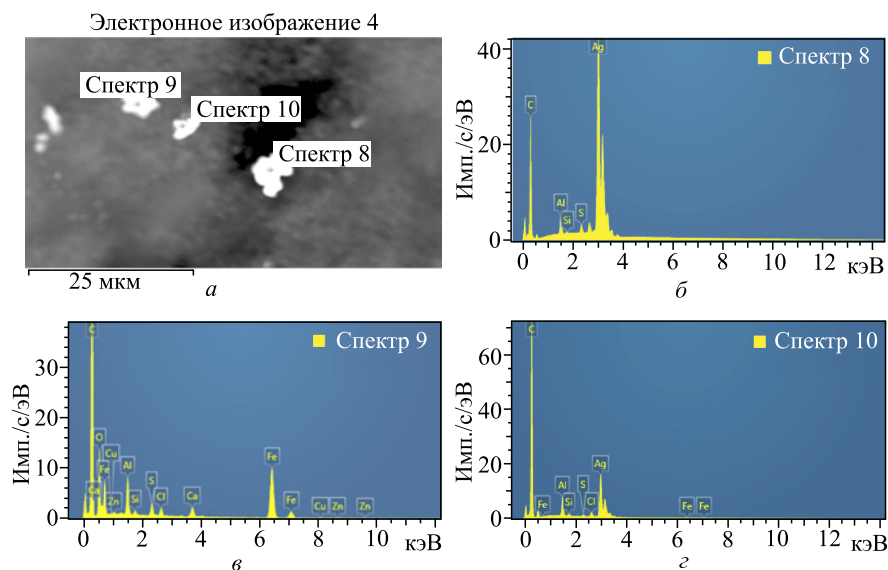 Электронное изображение 4
Спектр 9
Спектр 10
Спектр 8
25 мкм
а
Спектр 8
Имп./с/эВ
40
20
0
C
Al
Si
S
Ag
0 2 4 6 8 10 12 кэВ
б
Спектр 9
Имп./с/эВ
30
20
10
0
C
O
Ca
Fe
Cu
Zn
Al
Si
S
Cl
Ca
Fe
Fe
Cu
Zn
Zn
0 2 4 6 8 10 кэВ
в
Спектр 10
Имп./с/эВ
60
40
20
0
C
Fe
Al
Si
S
Cl
Ag
Fe
Fe
0 2 4 6 8 10 12 кэВ
г